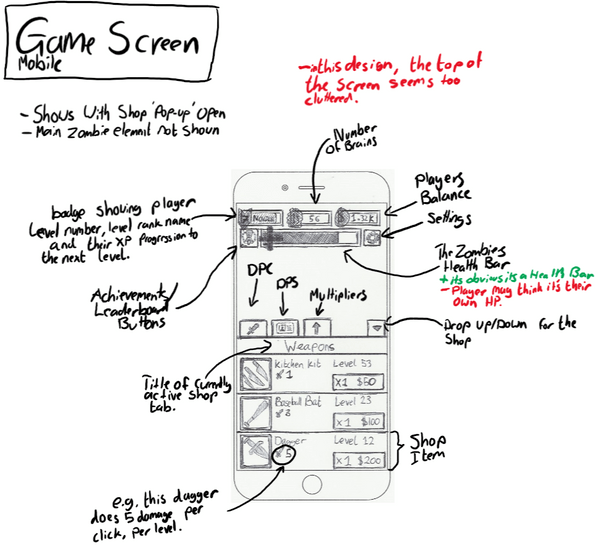 Game Screen
Mobile
- Shows With Shop 'Pop-up' Open
- Main Zombie elemnt not shown
- in this design, the top of
the screen seems too
cluttered.
Number
Of Brains
badge showing player
Level number, level rank name
and their XP progression to
the next level.
Players
Balance
Settings
56
1.32K
The Zombies
Health Bar
+ its obvious its a Health Bar
- Player may think its their
own HP.
Achievement/
Leaderboard
Buttons
DPC
DPS
Multipliers
Drop Up/Down for the
Shop
Title of currntly
active shop
tab.
Weapons
Kitchen Kit Level 53
1 X1 $50
Baseball Bat Level 23
3 X1 $100
Dagger Level 12
5 X1 $200
Shop
Item
e.g. this dagger
does 5 damage per
click, per level.